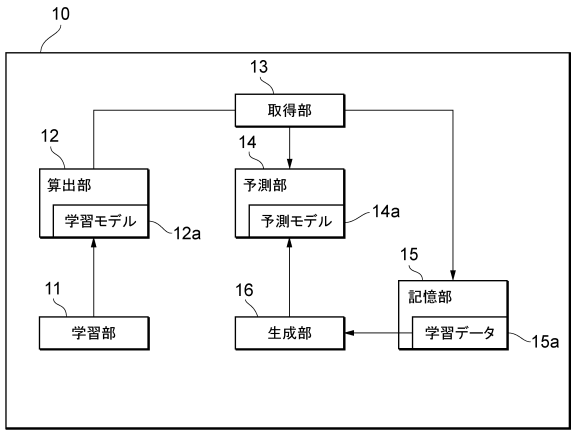 10
13
取得部
12
算出部
学習モデル
12a
14
予測部
予測モデル
14a
11
学習部
16
生成部
15
記憶部
学習データ
15a